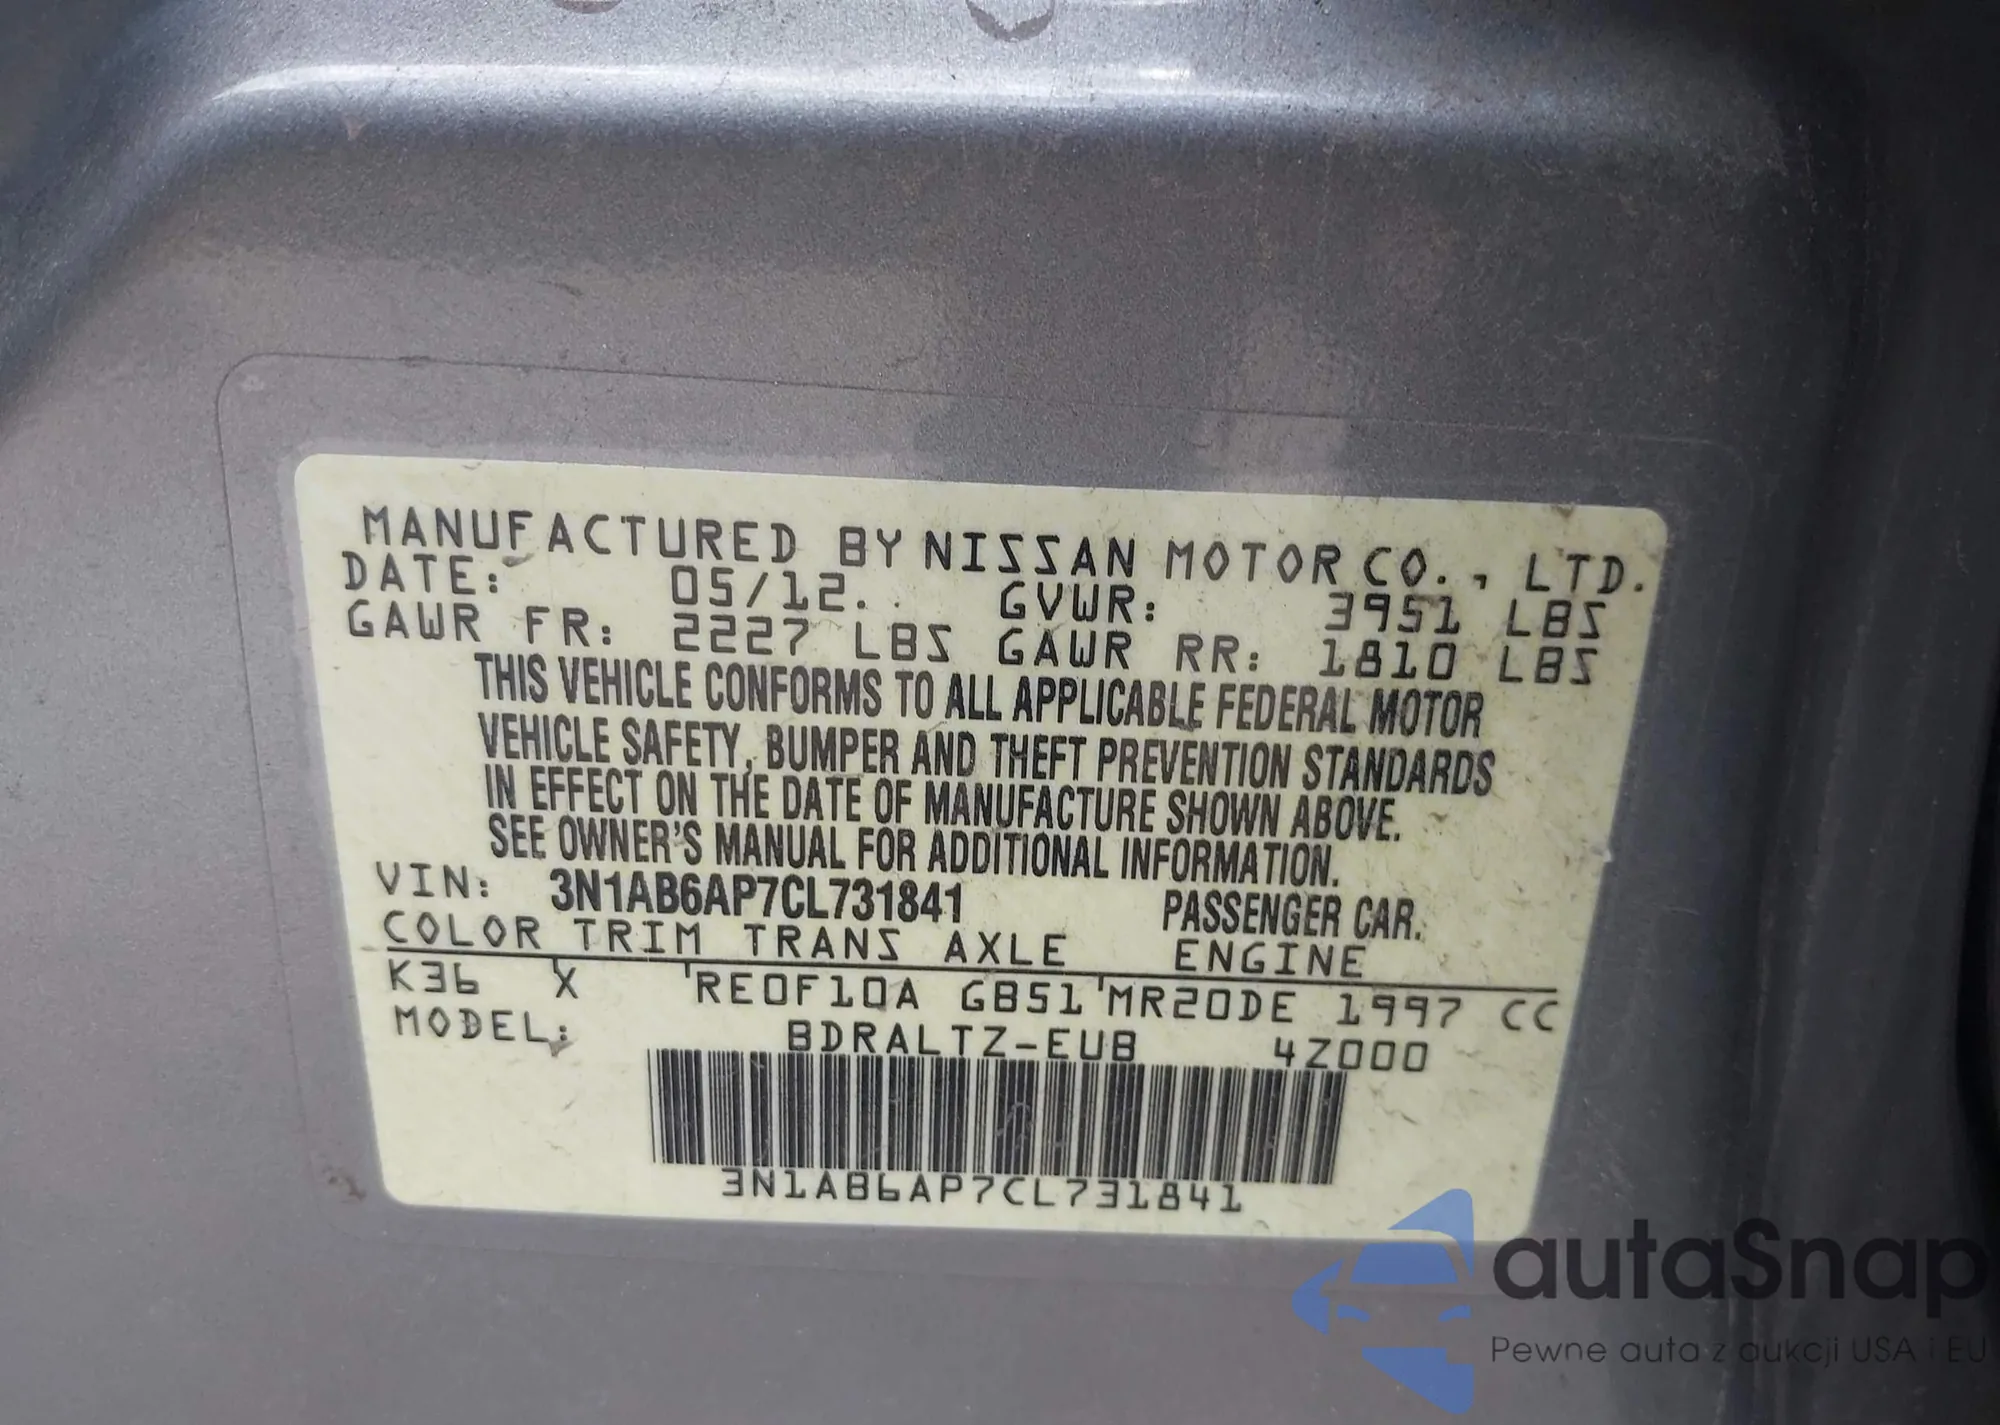 MANUFACTURED BY NISSAN MOTOR CO., LTD.
DATE: 05/12. GVWR: 3951 LBS
GAWR FR: 2227 LBS GAWR RR: 1810 LBS
THIS VEHICLE CONFORMS TO ALL APPLICABLE FEDERAL MOTOR
VEHICLE SAFETY, BUMPER AND THEFT PREVENTION STANDARDS
IN EFFECT ON THE DATE OF MANUFACTURE SHOWN ABOVE.
SEE OWNER'S MANUAL FOR ADDITIONAL INFORMATION.
VIN: 3N1AB6AP7CL731841 PASSENGER CAR.
COLOR TRIM TRANS AXLE ENGINE
K36 X RE0F10A GB51 MR20DE 1997 CC
MODEL: BDRALTZ-EUB 4Z000
3N1AB6AP7CL731841
autaSnap
Pewne auta z aukcji USA i EU